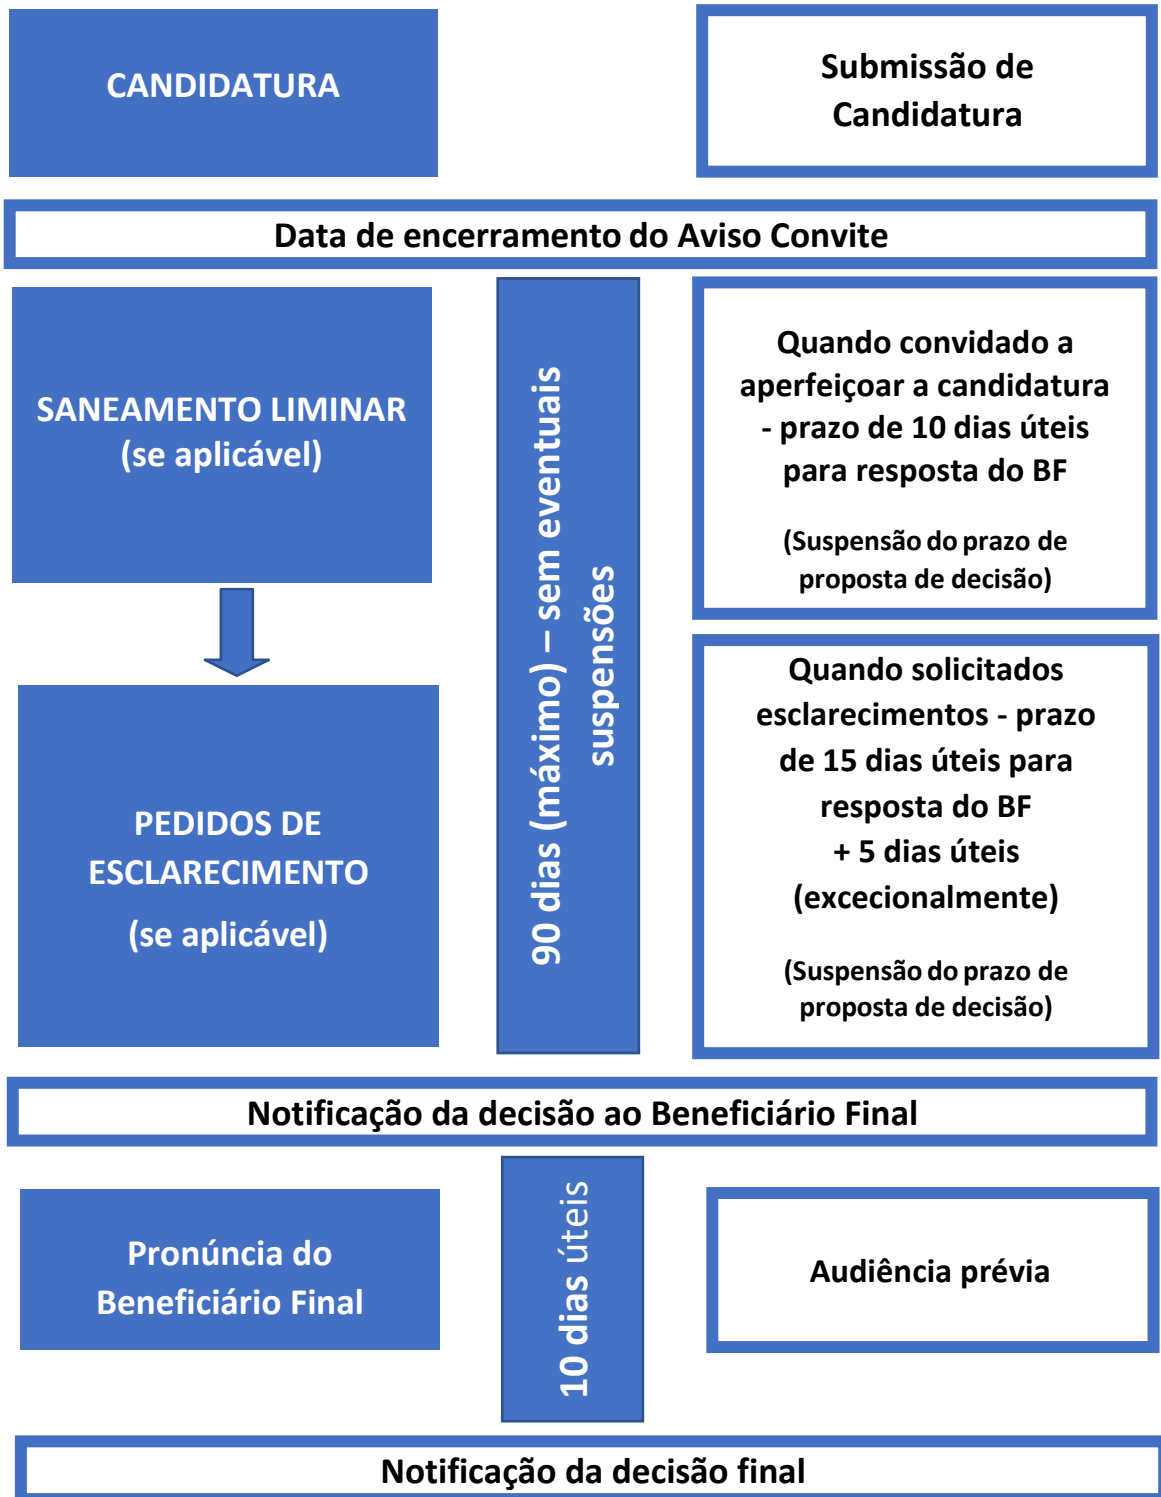 CANDIDATURA
Submissão de
Candidatura
Data de encerramento do Aviso Convite
SANEAMENTO LIMINAR
(se aplicável)
90 dias (máximo) – sem eventuais
suspensões
Quando convidado a
aperfeiçoar a candidatura
- prazo de 10 dias úteis
para resposta do BF
(Suspensão do prazo de
proposta de decisão)
PEDIDOS DE
ESCLARECIMENTO
(se aplicável)
Quando solicitados
esclarecimentos - prazo
de 15 dias úteis para
resposta do BF
+ 5 dias úteis
(excecionalmente)
(Suspensão do prazo de
proposta de decisão)
Notificação da decisão ao Beneficiário Final
Pronúncia do
Beneficiário Final
10 dias úteis
Audiência prévia
Notificação da decisão final